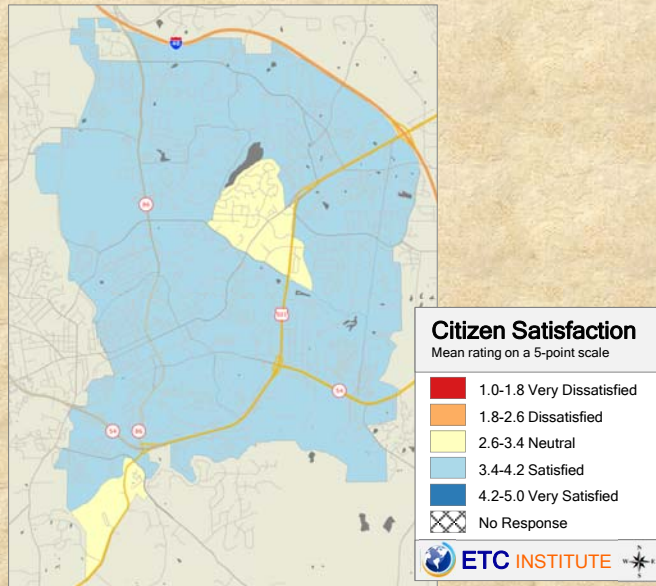 40
86
501
54
54
86
Citizen Satisfaction
Mean rating on a 5-point scale
1.0-1.8 Very Dissatisfied
1.8-2.6 Dissatisfied
2.6-3.4 Neutral
3.4-4.2 Satisfied
4.2-5.0 Very Satisfied
No Response
ETC INSTITUTE
N
W
E
S